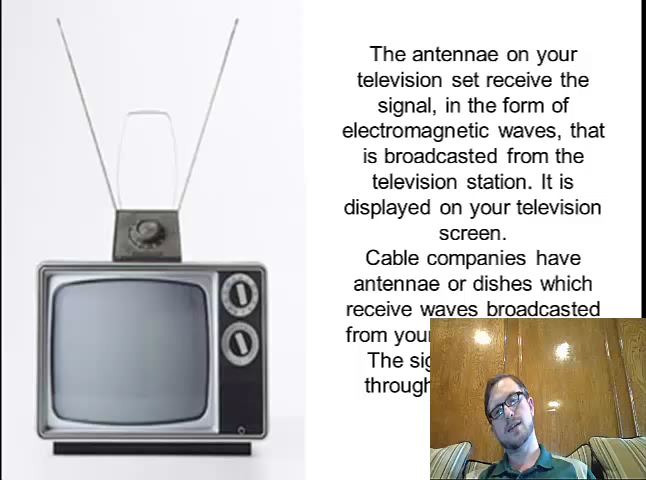 The antennae on your
television set receive the
signal, in the form of
electromagnetic waves, that
is broadcasted from the
television station. It is
displayed on your television
screen.
Cable companies have
antennae or dishes which
receive waves broadcasted
from your
The
through